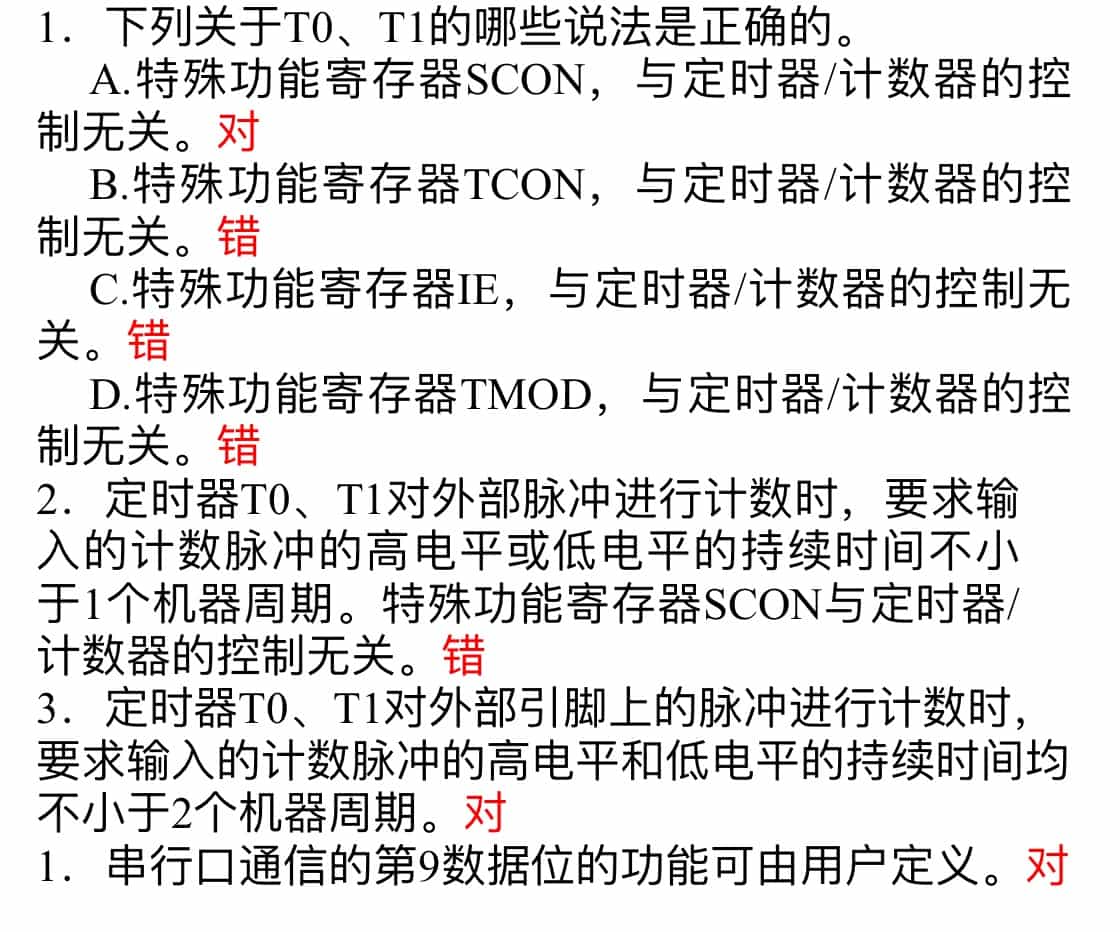 1．下列关于T0、T1的哪些说法是正确的。
A.特殊功能寄存器SCON，与定时器/计数器的控
制无关。对
B.特殊功能寄存器TCON，与定时器/计数器的控
制无关。错
C.特殊功能寄存器IE，与定时器/计数器的控制无
关。错
D.特殊功能寄存器TMOD，与定时器/计数器的控
制无关。错
2．定时器T0、T1对外部脉冲进行计数时，要求输
入的计数脉冲的高电平或低电平的持续时间不小
于1个机器周期。特殊功能寄存器SCON与定时器/
计数器的控制无关。错
3．定时器T0、T1对外部引脚上的脉冲进行计数时，
要求输入的计数脉冲的高电平和低电平的持续时间均
不小于2个机器周期。对
1．串行口通信的第9数据位的功能可由用户定义。对